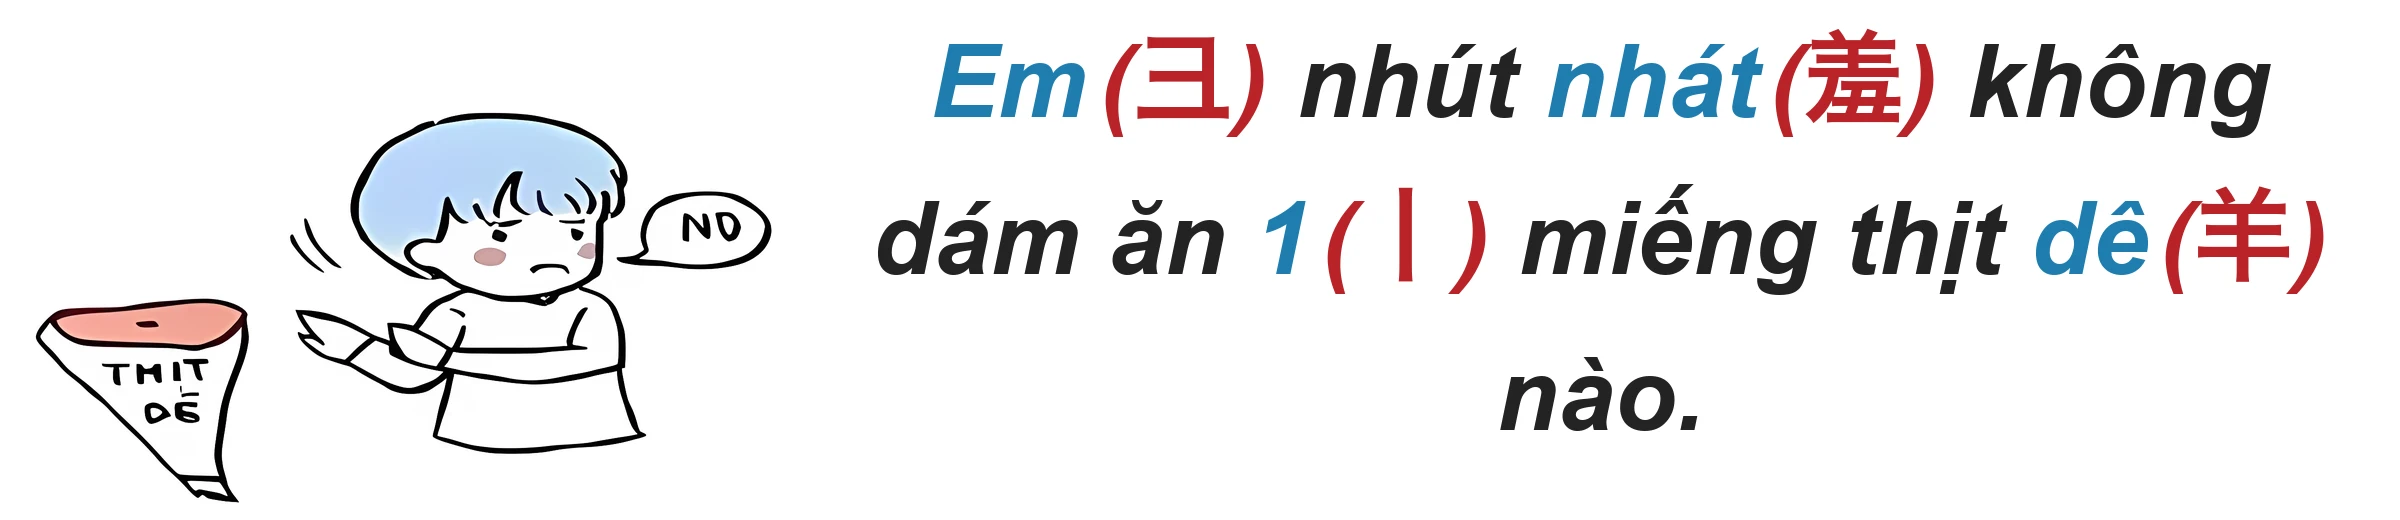 Em (彐) nhút nhát (羞) không
dám ăn 1 (丨) miếng thịt dê (羊)
nào.
NO
THỊT
DÊ